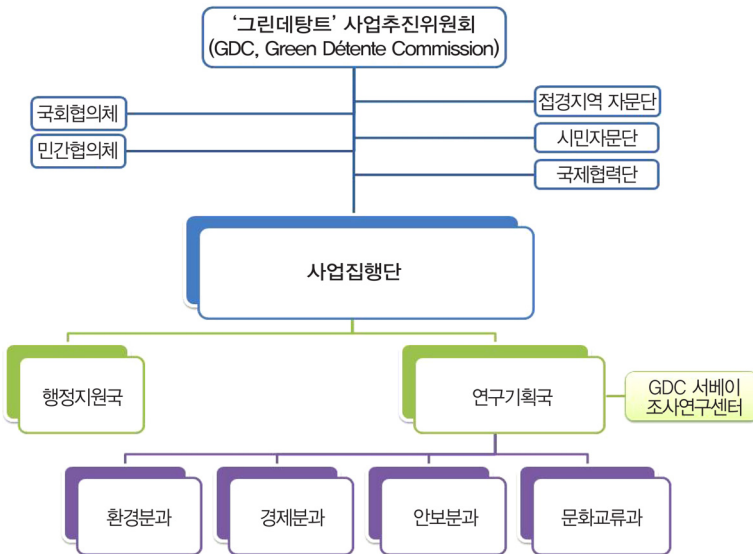 ‘그린데탕트’ 사업추진위원회
(GDC, Green Détente Commission)
국회협의체
민간협의체
접경지역 자문단
시민자문단
국제협력단
사업집행단
행정지원국
연구기획국
GDC 서베이
조사연구센터
환경분과
경제분과
안보분과
문화교류과